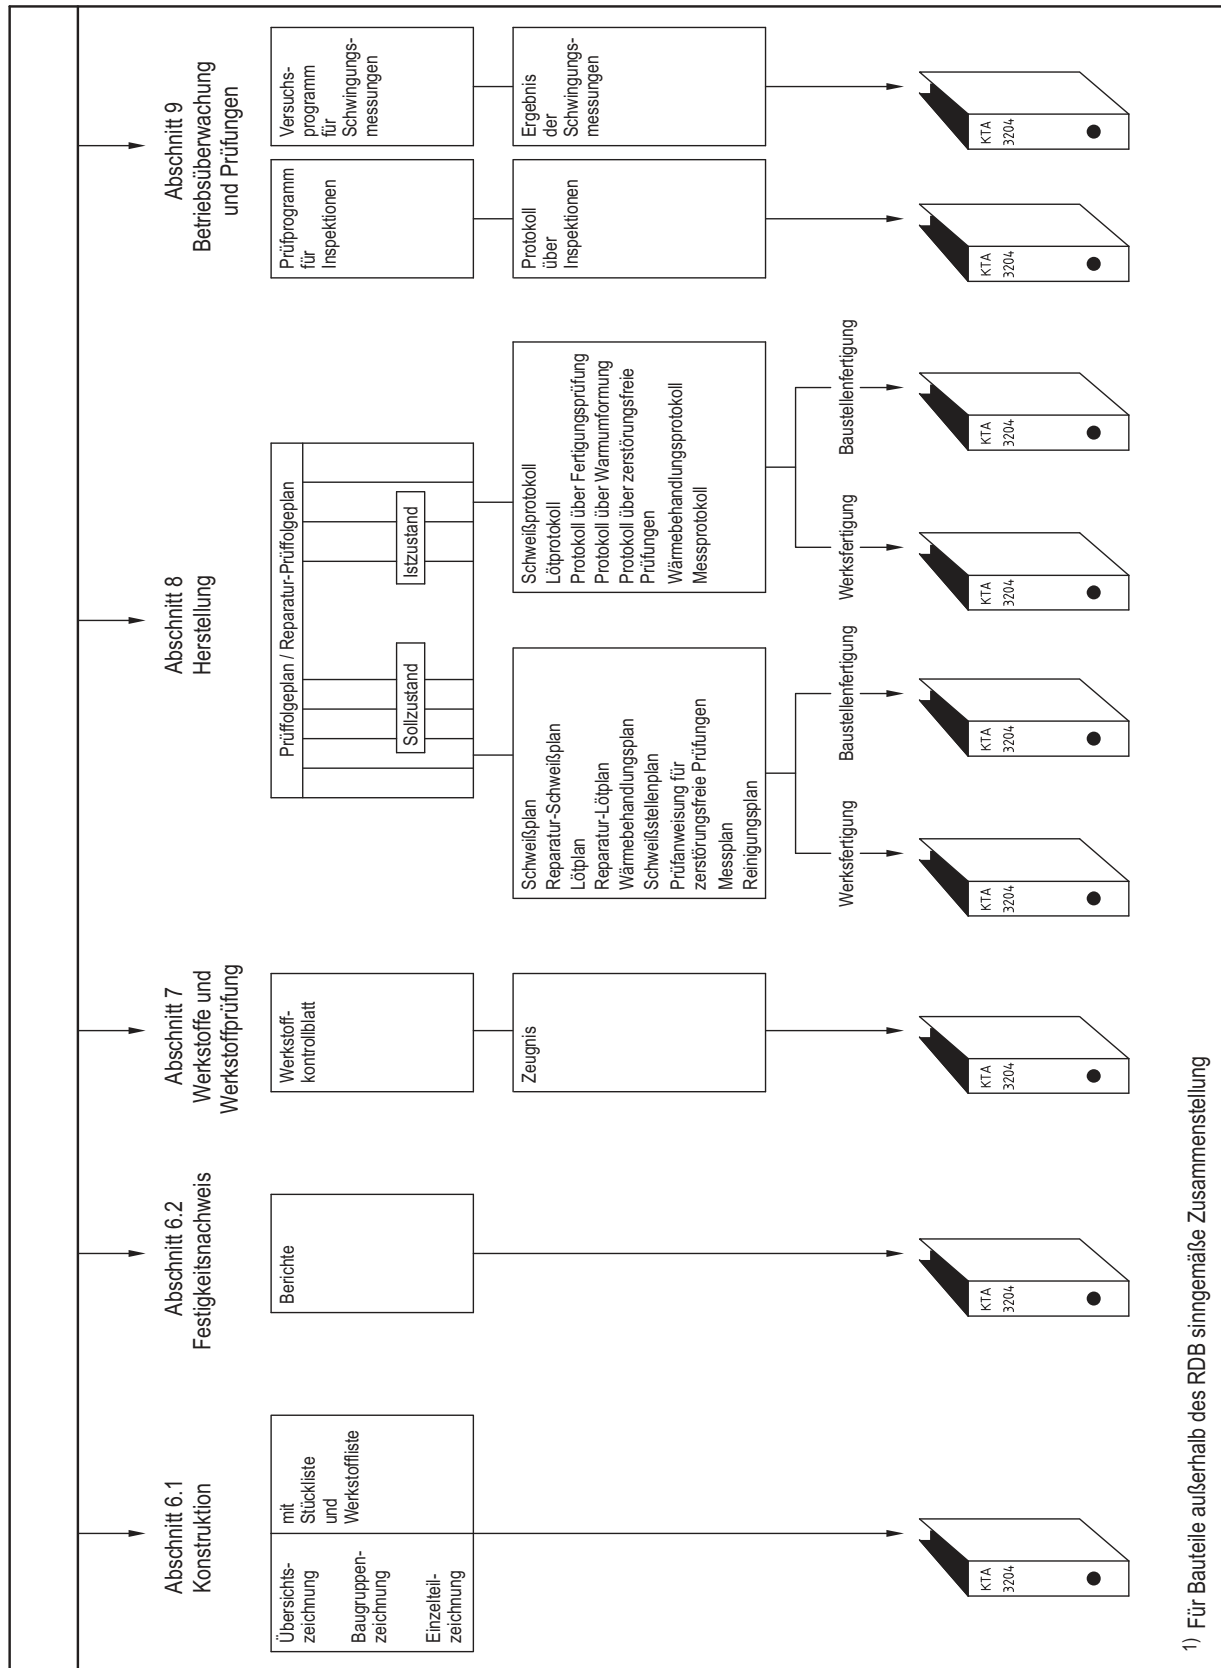 Abschnitt 6.1
Konstruktion
Übersichts-
zeichnung
Baugruppen-
zeichnung
Einzelteil-
zeichnung
mit
Stückliste
und
Werkstoffliste
KTA
3204
Abschnitt 6.2
Festigkeitsnachweis
Berichte
KTA
3204
Abschnitt 7
Werkstoffe und
Werkstoffprüfung
Werkstoff-
kontrollblatt
Zeugnis
KTA
3204
Abschnitt 8
Herstellung
Prüffolgeplan / Reparatur-Prüffolgeplan
Sollzustand
Istzustand
Schweißplan
Reparatur-Schweißplan
Lötplan
Reparatur-Lötplan
Wärmebehandlungsplan
Schweißstellenplan
Prüfanweisung für
zerstörungsfreie Prüfungen
Messplan
Reinigungsplan
Werksfertigung
Baustellenfertigung
KTA
3204
KTA
3204
Schweißprotokoll
Lötprotokoll
Protokoll über Fertigungsprüfung
Protokoll über Warmumformung
Protokoll über zerstörungsfreie
Prüfungen
Wärmebehandlungsprotokoll
Messprotokoll
Werksfertigung
Baustellenfertigung
KTA
3204
KTA
3204
Abschnitt 9
Betriebsüberwachung
und Prüfungen
Prüfprogramm
für
Inspektionen
Protokoll
über
Inspektionen
KTA
3204
Versuchs-
programm
für
Schwingungs-
messungen
Ergebnis
der
Schwingungs-
messungen
KTA
3204
1) Für Bauteile außerhalb des RDB sinngemäße Zusammenstellung